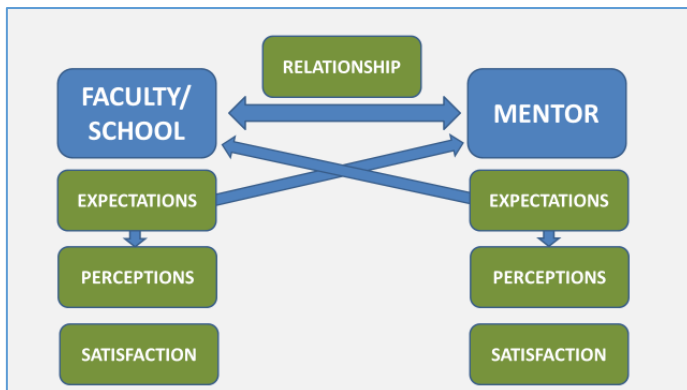 RELATIONSHIP
FACULTY/
SCHOOL
MENTOR
EXPECTATIONS
EXPECTATIONS
PERCEPTIONS
PERCEPTIONS
SATISFACTION
SATISFACTION